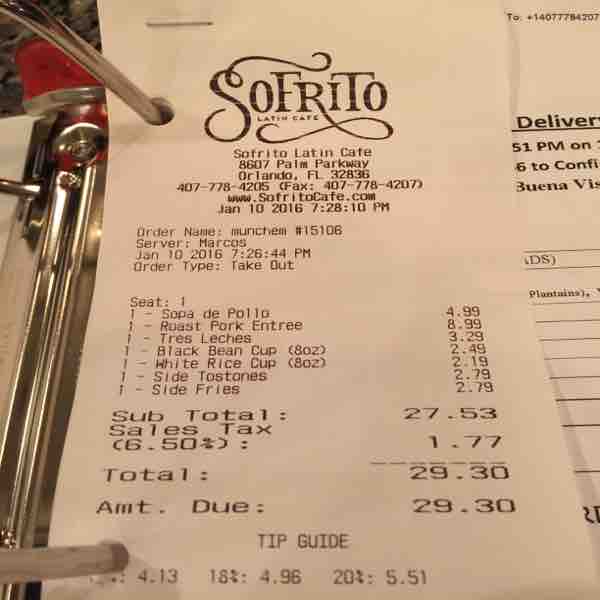 To: +14077784207
SOFRITO
LATIN CAFE
Sofrito Latin Cafe
8607 Palm Parkway
Orlando, FL 32836
407-778-4205 (Fax: 407-778-4207)
www.SofritoCafe.com
Jan 10 2016 7:28:10 PM
Order Name: munchem #15106
Server: Marcos
Jan 10 2016 7:26:44 PM
Order Type: Take Out
Seat: 1
1 - Sopa de Pollo 4.99
1 - Roast Pork Entree 8.99
1 - Tres Leches 3.29
1 - Black Bean Cup (8oz) 2.49
1 - White Rice Cup (8oz) 2.19
1 - Side Tostones 2.79
1 - Side Fries 2.79
Sub Total: 27.53
Sales Tax
(6.50%): 1.77
Total: 29.30
Amt. Due: 29.30
TIP GUIDE
4.13 18%: 4.96 20%: 5.51
Delivery
51 PM on
6 to Confi
Buena Vis
DS)
Plantains),